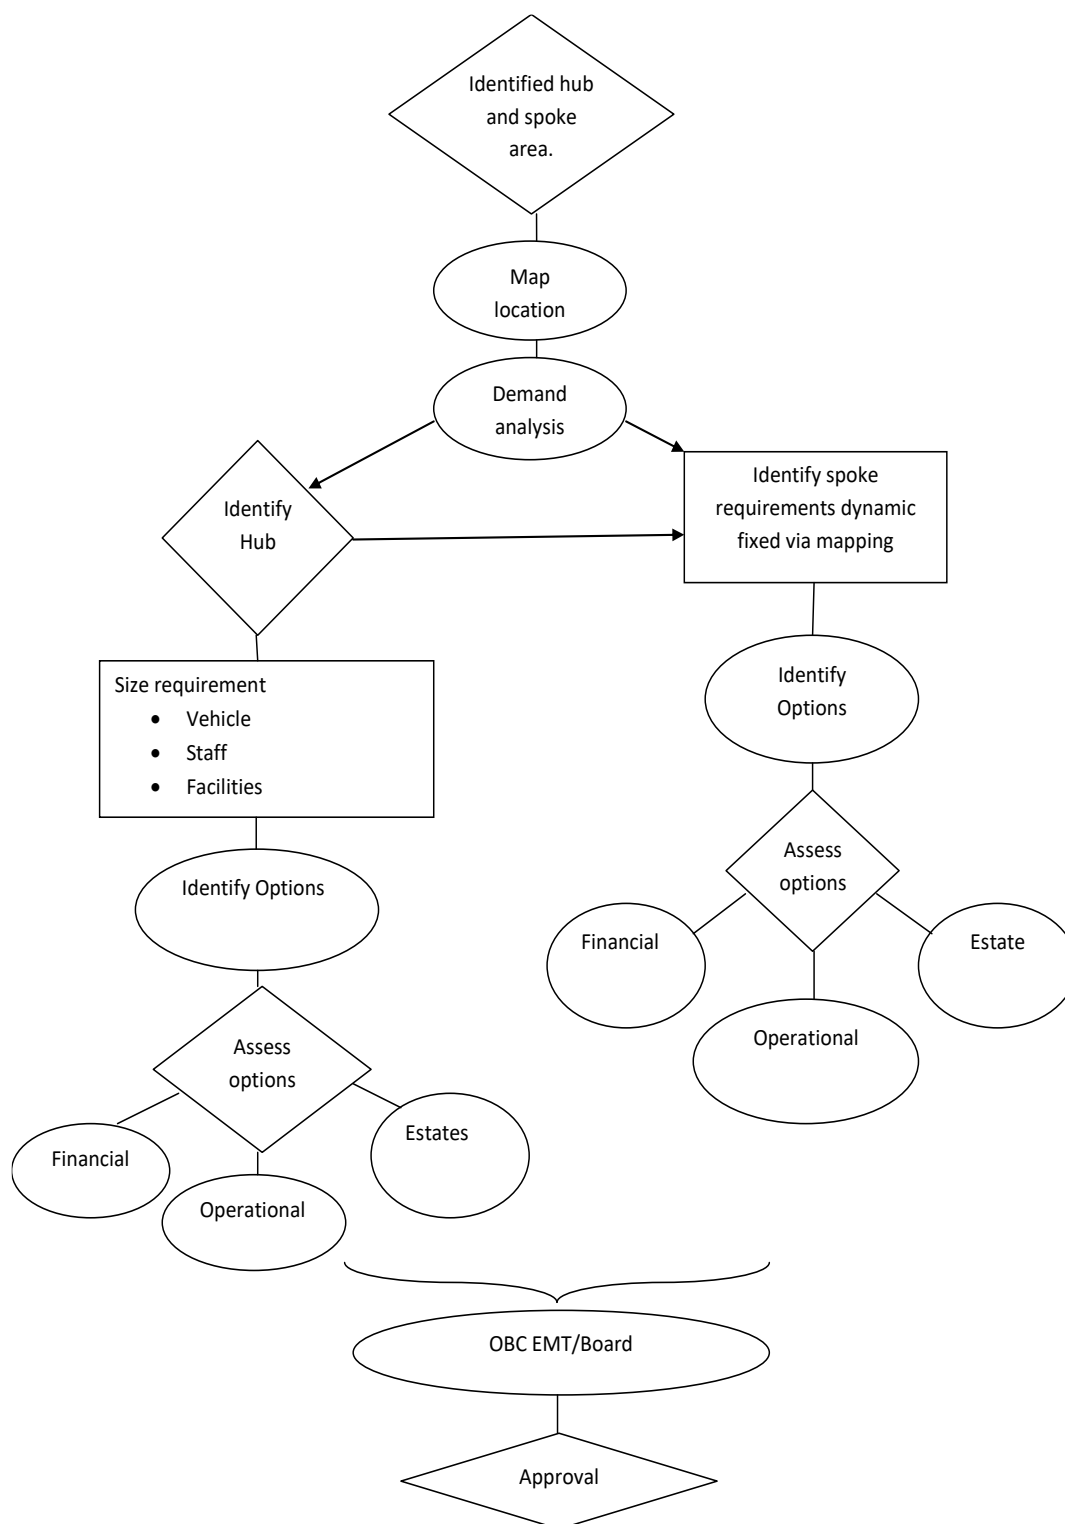 Identified hub
and spoke
area.
Map
location
Demand
analysis
Identify
Hub
Identify spoke
requirements dynamic
fixed via mapping
Size requirement
• Vehicle
• Staff
• Facilities
Identify
Options
Identify Options
Assess
options
Financial
Estate
Operational
Assess
options
Financial
Estates
Operational
OBC EMT/Board
Approval